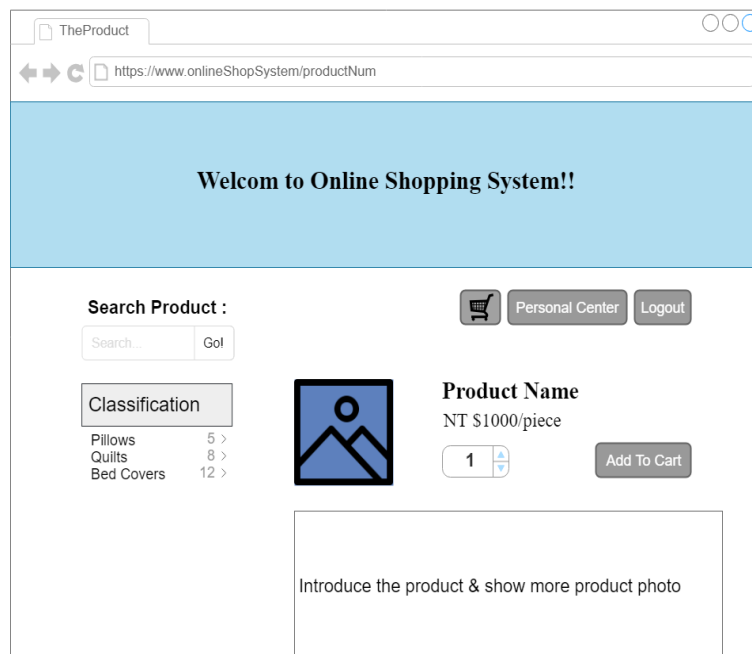 TheProduct
https://www.onlineShopSystem/productNum
Welcom to Online Shopping System!!
Search Product :
Personal Center
Logout
Search...
Go!
Classification
Pillows 5 >
Quilts 8 >
Bed Covers 12 >
Product Name
NT $1000/piece
1
Add To Cart
Introduce the product & show more product photo